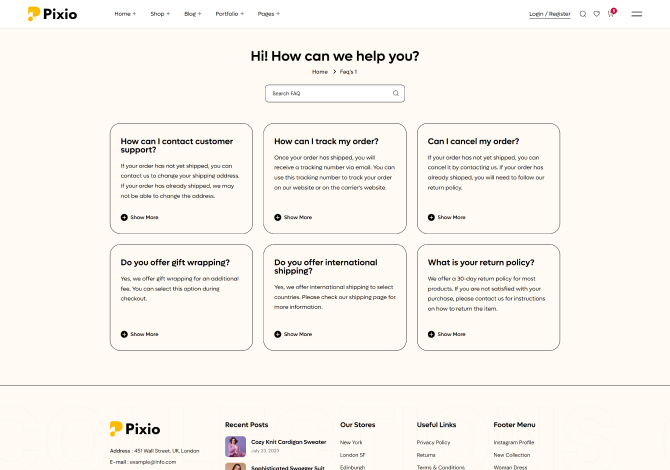 Pixio
Home + Shop + Blog + Portfolio + Pages +
Login / Register
Hi! How can we help you?
Home > Faq's 1
Search FAQ
How can I contact customer
support?
If your order has not yet shipped, you can
contact us to change your shipping address.
If your order has already shipped, we may
not be able to change the address.
Show More
How can I track my order?
Once your order has shipped, you will
receive a tracking number via email. You can
use this tracking number to track your order
on our website or on the carrier's website.
Show More
Can I cancel my order?
If your order has not yet shipped, you can
cancel it by contacting us. If your order has
already shipped, you will need to follow our
return policy.
Show More
Do you offer gift wrapping?
Yes, we offer gift wrapping for an additional
fee. You can select this option during
checkout.
Show More
Do you offer international
shipping?
Yes, we offer international shipping to select
countries. Please check our shipping page for
more information.
Show More
What is your return policy?
We offer a 30-day return policy for most
products. If you are not satisfied with your
purchase, please contact us for instructions
on how to return the item.
Show More
Pixio
Address : 451 Wall Street, UK, London
E-mail : example@info.com
Recent Posts
Cozy Knit Cardigan Sweater
July 23, 2023
Sophisticated Swagger Suit
Our Stores
New York
London SF
Edinburgh
Useful Links
Privacy Policy
Returns
Terms & Conditions
Footer Menu
Instagram Profile
New Collection
Woman Dress